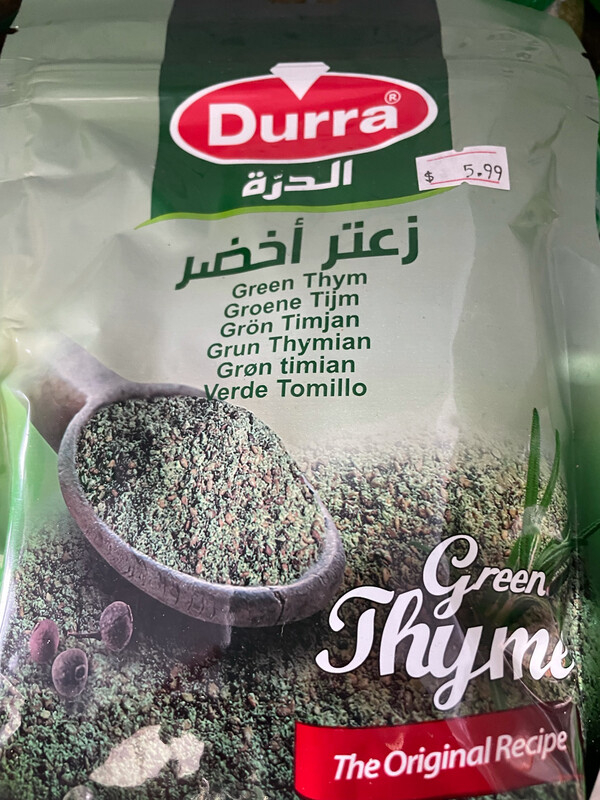 Durra®
الدرّة
$ 5.99
زعتر أخضر
Green Thym
Groene Tijm
Grön Timjan
Grun Thymian
Grøn timian
Verde Tomillo
Green
Thyme
The Original Recipe